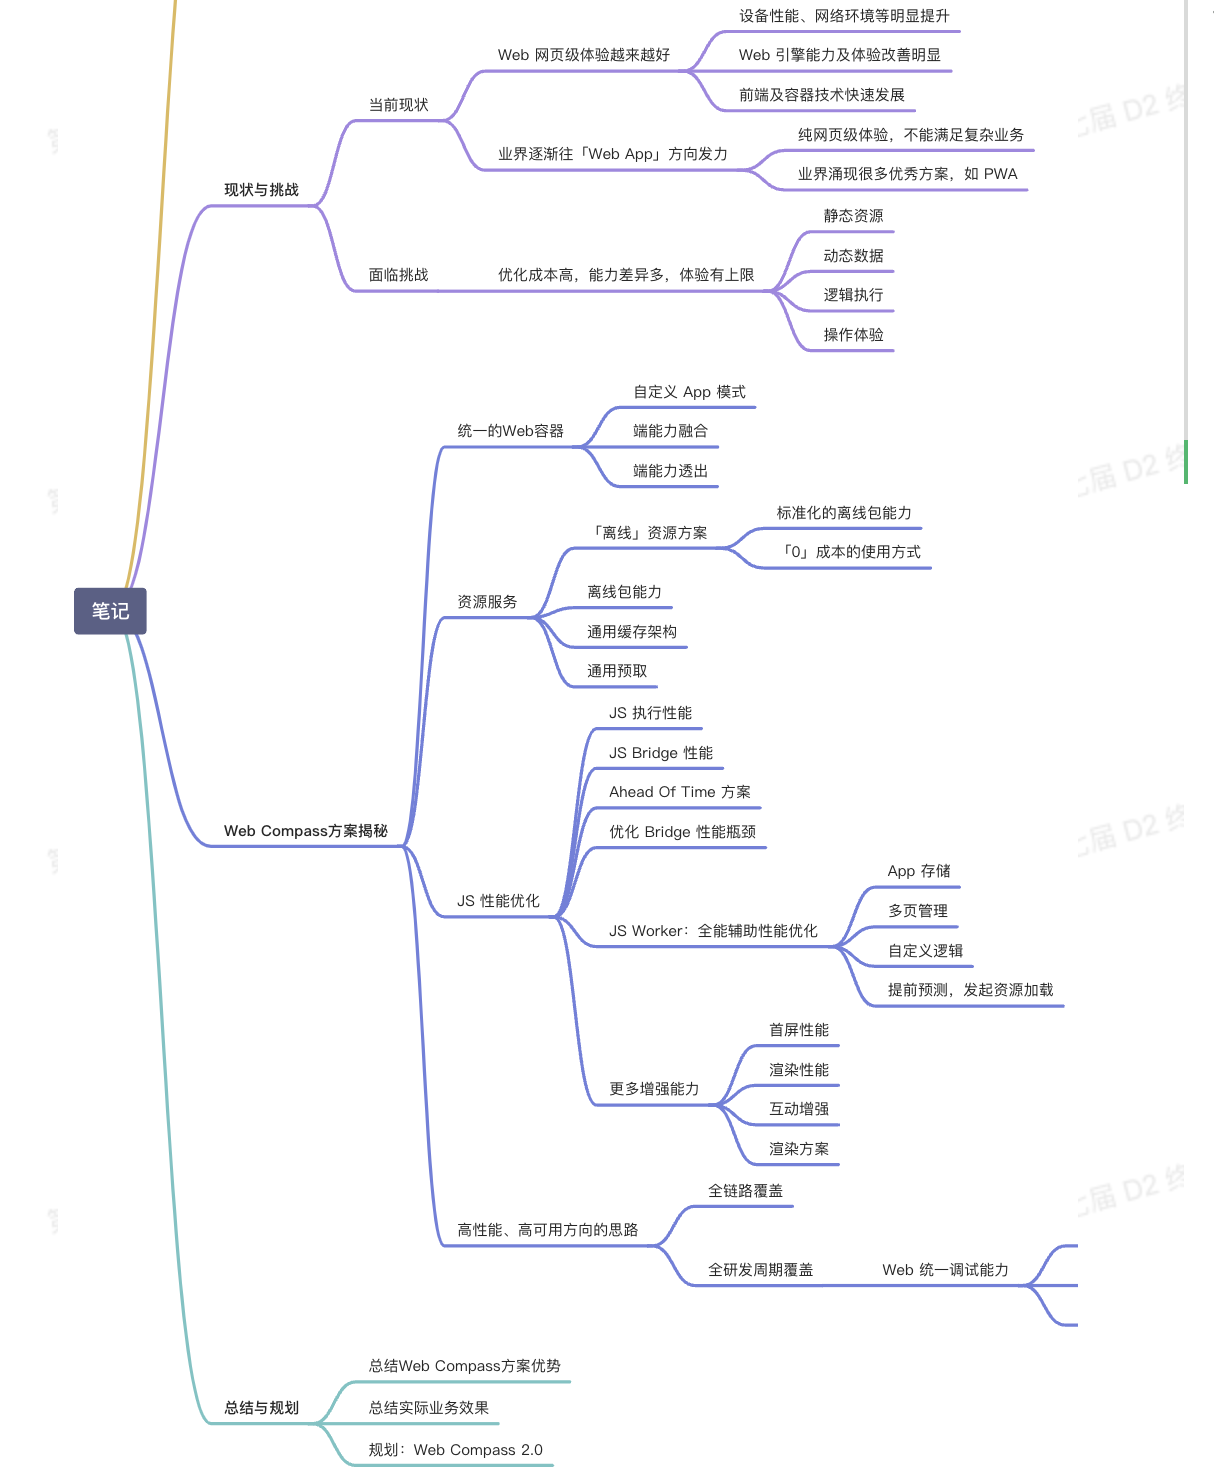 设备性能、网络环境等明显提升
Web 网页级体验越来越好
Web 引擎能力及体验改善明显
前端及容器技术快速发展
当前现状
纯网页级体验，不能满足复杂业务
业界逐渐往「Web App」方向发力
业界涌现很多优秀方案，如 PWA
现状与挑战
静态资源
动态数据
面临挑战
优化成本高，能力差异多，体验有上限
逻辑执行
操作体验
自定义 App 模式
统一的Web容器
端能力融合
端能力透出
标准化的离线包能力
「离线」资源方案
「0」成本的使用方式
离线包能力
资源服务
通用缓存架构
通用预取
笔记
JS 执行性能
JS Bridge 性能
Ahead Of Time 方案
优化 Bridge 性能瓶颈
Web Compass方案揭秘
App 存储
JS 性能优化
多页管理
JS Worker：全能辅助性能优化
自定义逻辑
提前预测，发起资源加载
首屏性能
渲染性能
更多增强能力
互动增强
渲染方案
全链路覆盖
高性能、高可用方向的思路
全研发周期覆盖
Web 统一调试能力
总结Web Compass方案优势
总结与规划
总结实际业务效果
规划：Web Compass 2.0
届 D2 终
届 D2 终
届 D2 终
届 D2 终